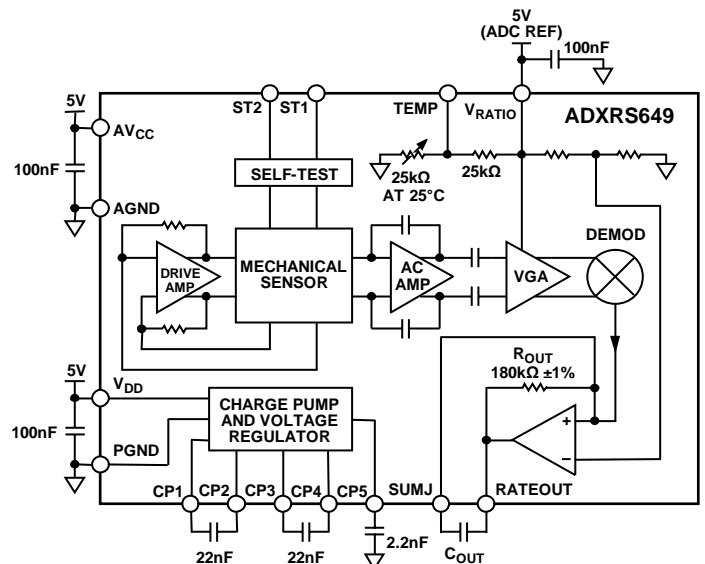 5V
(ADC REF)
100nF
5V
ST2
ST1
TEMP
VRATIO
ADXRS649
AVCC
100nF
25kΩ
AT 25°C
25kΩ
SELF-TEST
AGND
DEMOD
DRIVE
AMP
MECHANICAL
SENSOR
AC
AMP
VGA
5V
VDD
ROUT
180kΩ ±1%
100nF
CHARGE PUMP
AND VOLTAGE
REGULATOR
+
–
PGND
CP1
CP2
CP3
CP4
CP5
SUMJ
RATEOUT
22nF
22nF
2.2nF
COUT